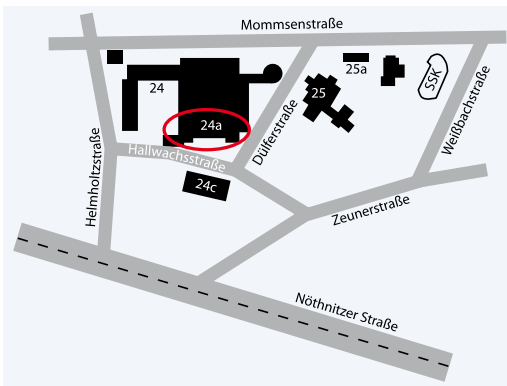 Mommsenstraße
25a
SSK
24
25
24a
Dülferstraße
Weißbachstraße
Helmholtzstraße
Hallwachsstraße
24c
Zeunerstraße
Nöthnitzer Straße